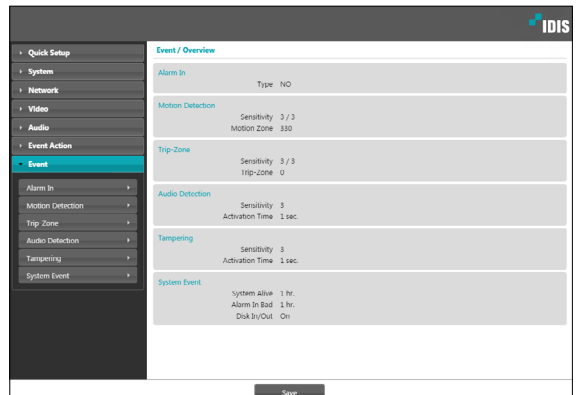 IDIS
Quick Setup
System
Network
Video
Audio
Event Action
Event
Alarm In
Motion Detection
Trip-Zone
Audio Detection
Tampering
System Event
Event / Overview
Alarm In
Type NO
Motion Detection
Sensitivity 3 / 3
Motion Zone 330
Trip-Zone
Sensitivity 3 / 3
Trip-Zone 0
Audio Detection
Sensitivity 3
Activation Time 1 sec.
Tampering
Sensitivity 3
Activation Time 1 sec.
System Event
System Alive 1 hr.
Alarm In Bad 1 hr.
Disk In/Out On
Save